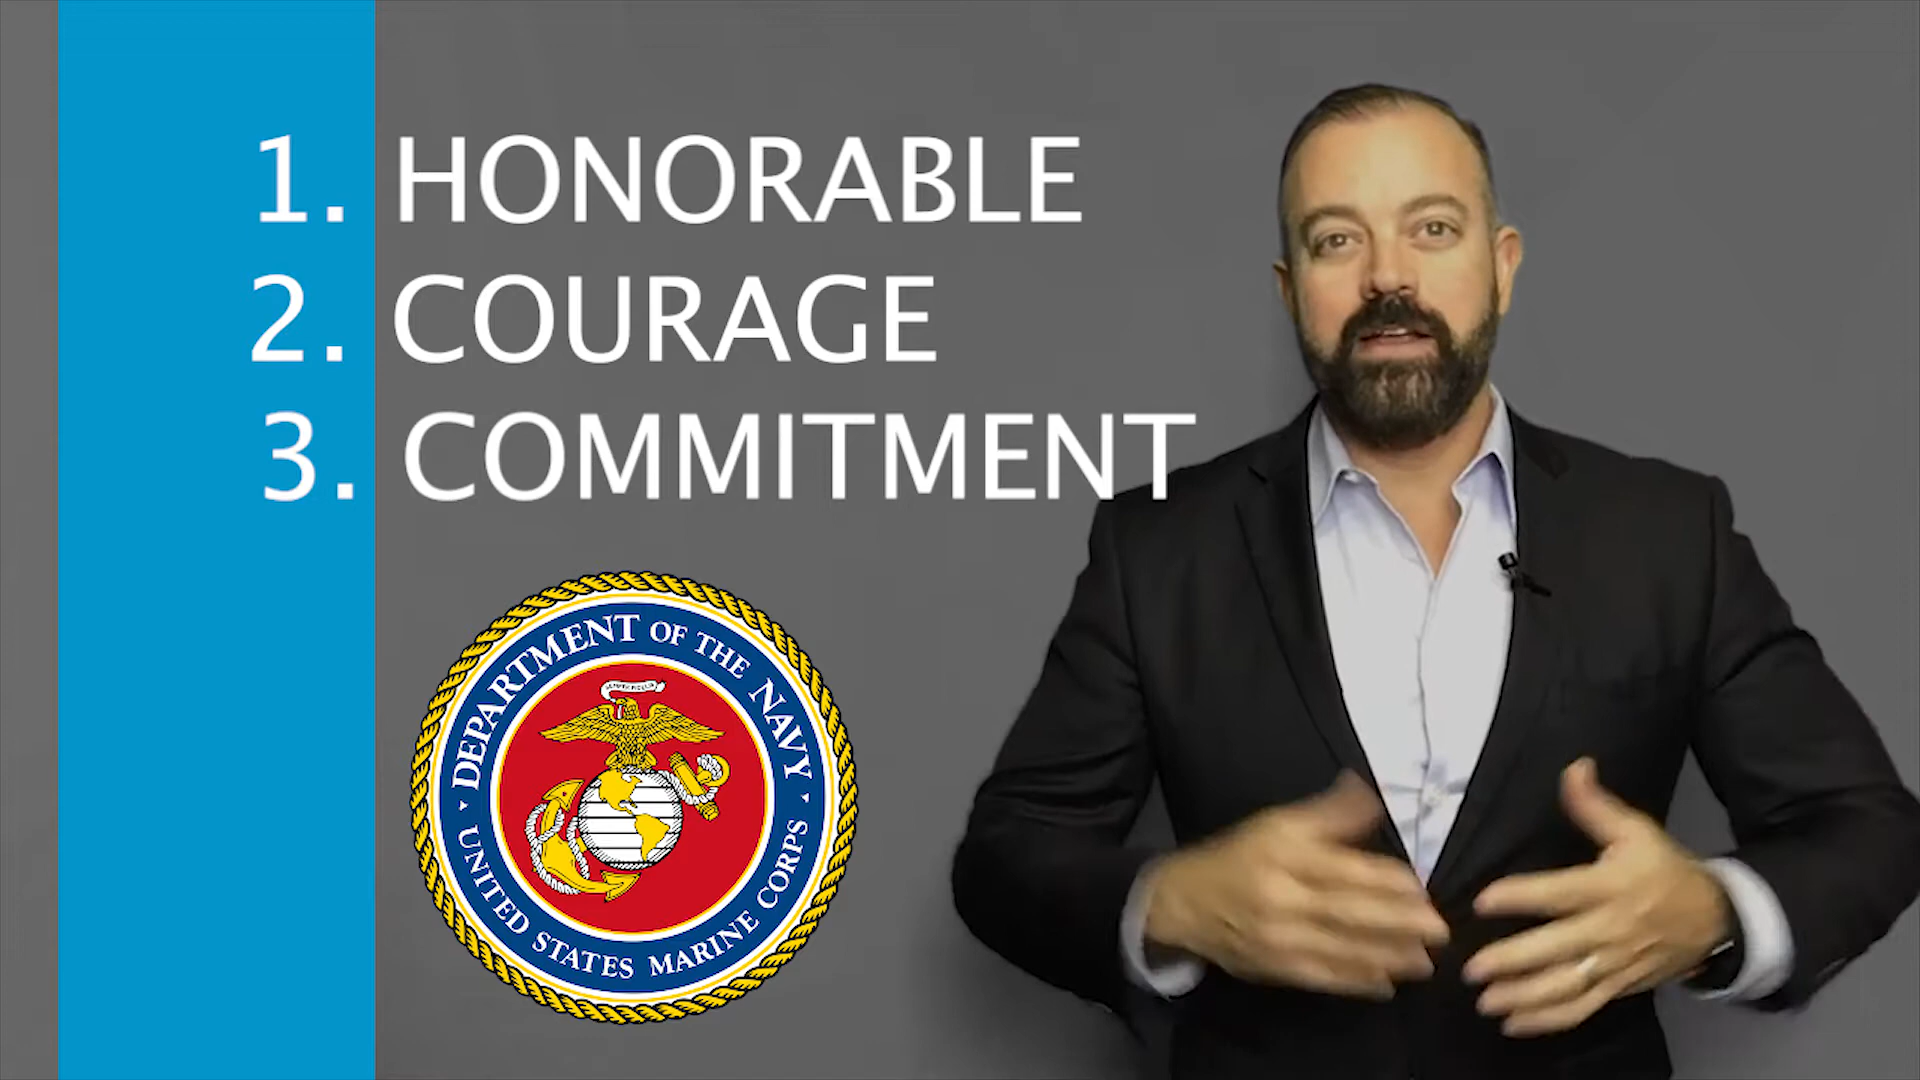 1. HONORABLE
2. COURAGE
3. COMMITMENT
DEPARTMENT OF THE NAVY
UNITED STATES MARINE CORPS